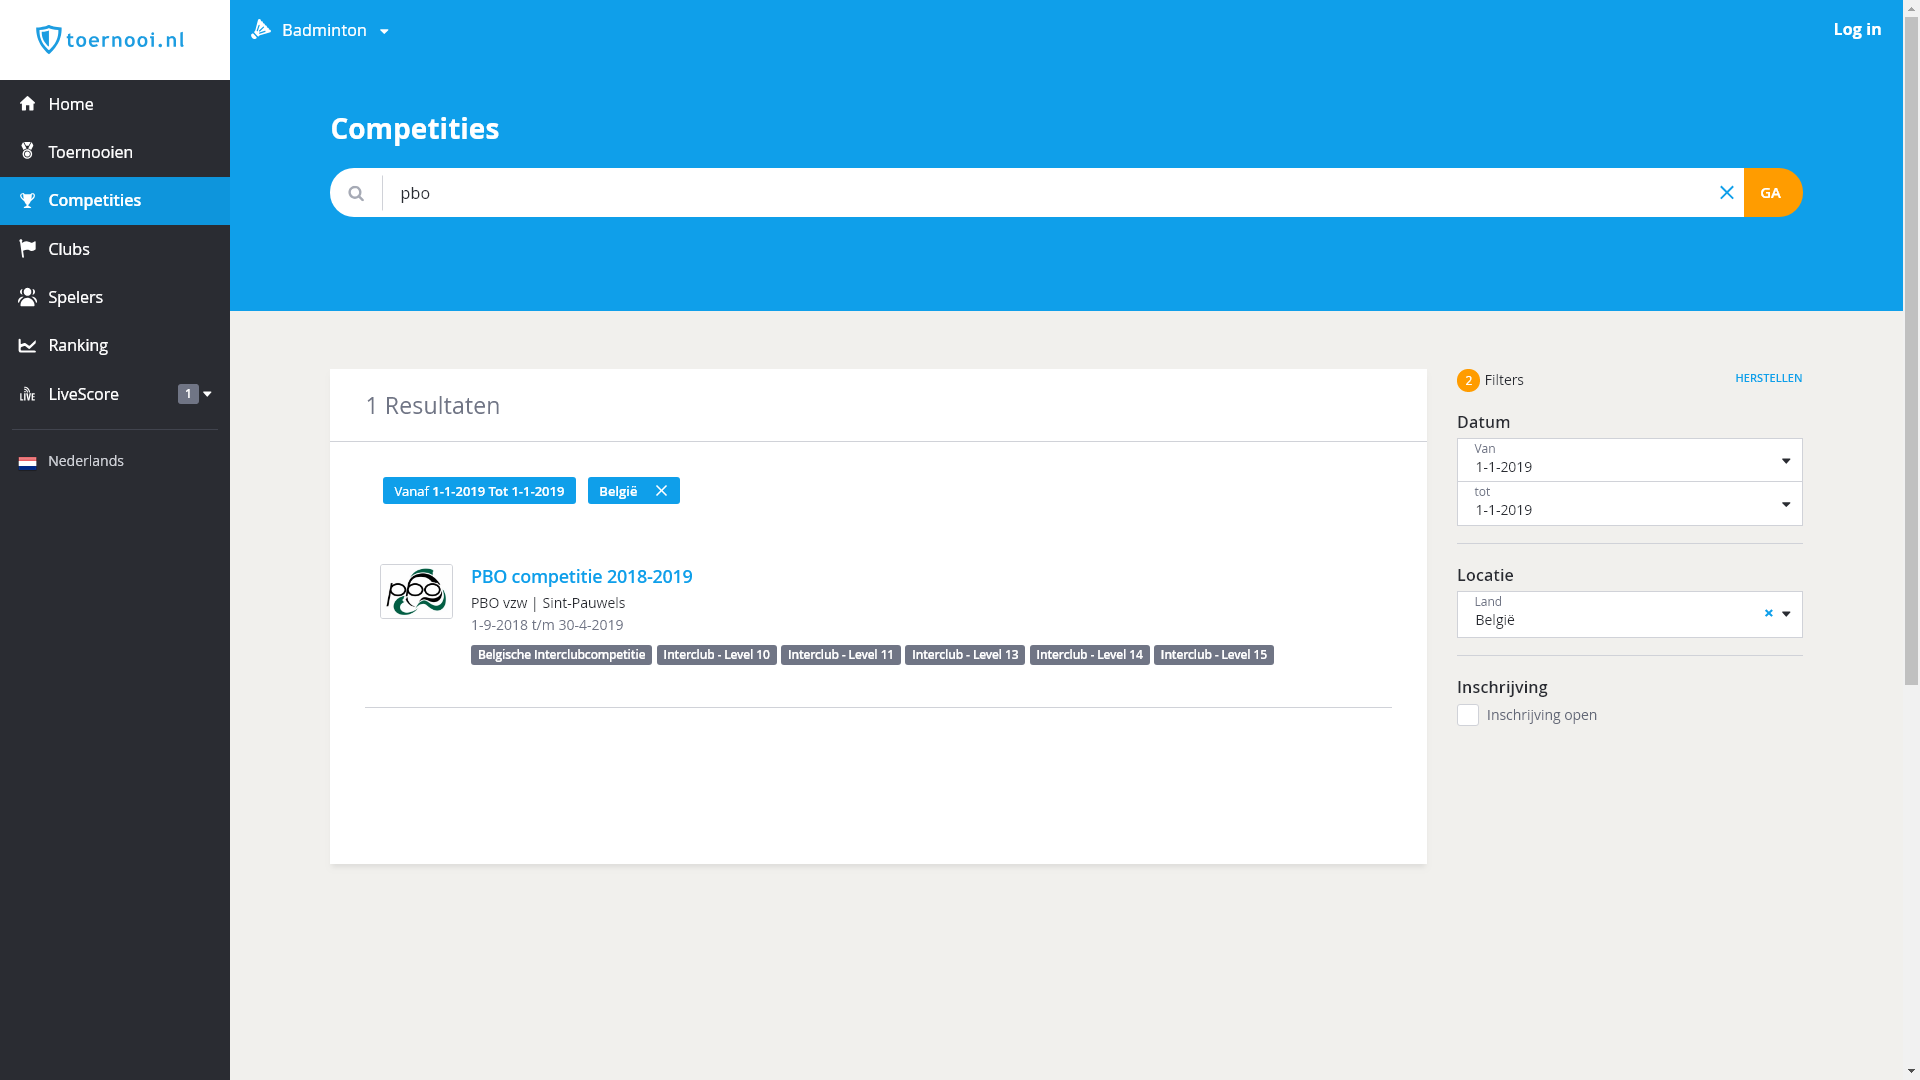 toernooi.nl
Badminton
Log in
Home
Toernooien
Competities
Clubs
Spelers
Ranking
LIVE LiveScore 1
Nederlands
Competities
pbo
GA
1 Resultaten
Vanaf 1-1-2019 Tot 1-1-2019
België
pbo
PBO competitie 2018-2019
PBO vzw | Sint-Pauwels
1-9-2018 t/m 30-4-2019
Belgische Interclubcompetitie Interclub - Level 10 Interclub - Level 11 Interclub - Level 13 Interclub - Level 14 Interclub - Level 15
2 Filters
HERSTELLEN
Datum
Van
1-1-2019
tot
1-1-2019
Locatie
Land
België
Inschrijving
Inschrijving open